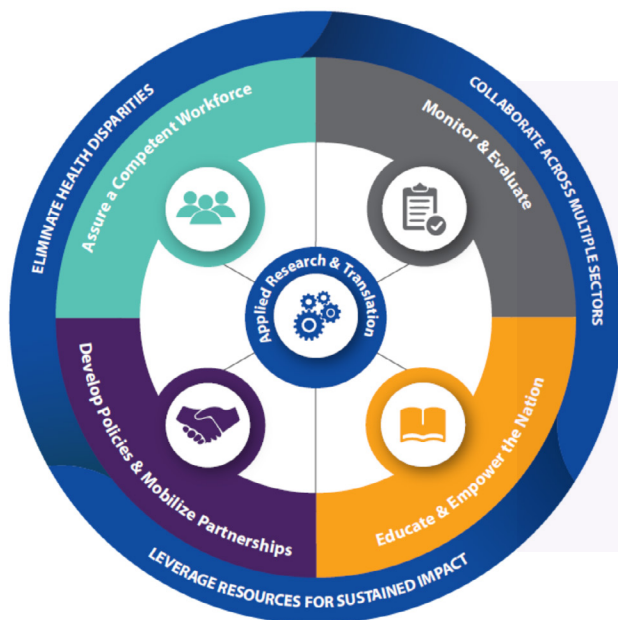 ELIMINATE HEALTH DISPARITIES
COLLABORATE ACROSS MULTIPLE SECTORS
Assure a Competent Workforce
Monitor & Evaluate
Applied Research & Translation
Develop Policies & Mobilize Partnerships
Educate & Empower the Nation
LEVERAGE RESOURCES FOR SUSTAINED IMPACT